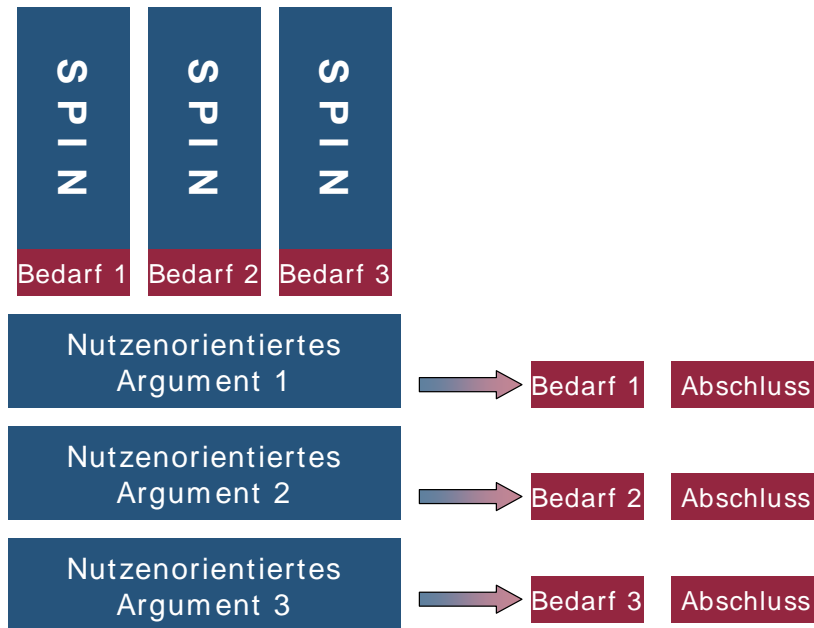 SPIN
SPIN
SPIN
Bedarf 1
Bedarf 2
Bedarf 3
Nutzenorientiertes
Argument 1
Bedarf 1
Abschluss
Nutzenorientiertes
Argument 2
Bedarf 2
Abschluss
Nutzenorientiertes
Argument 3
Bedarf 3
Abschluss